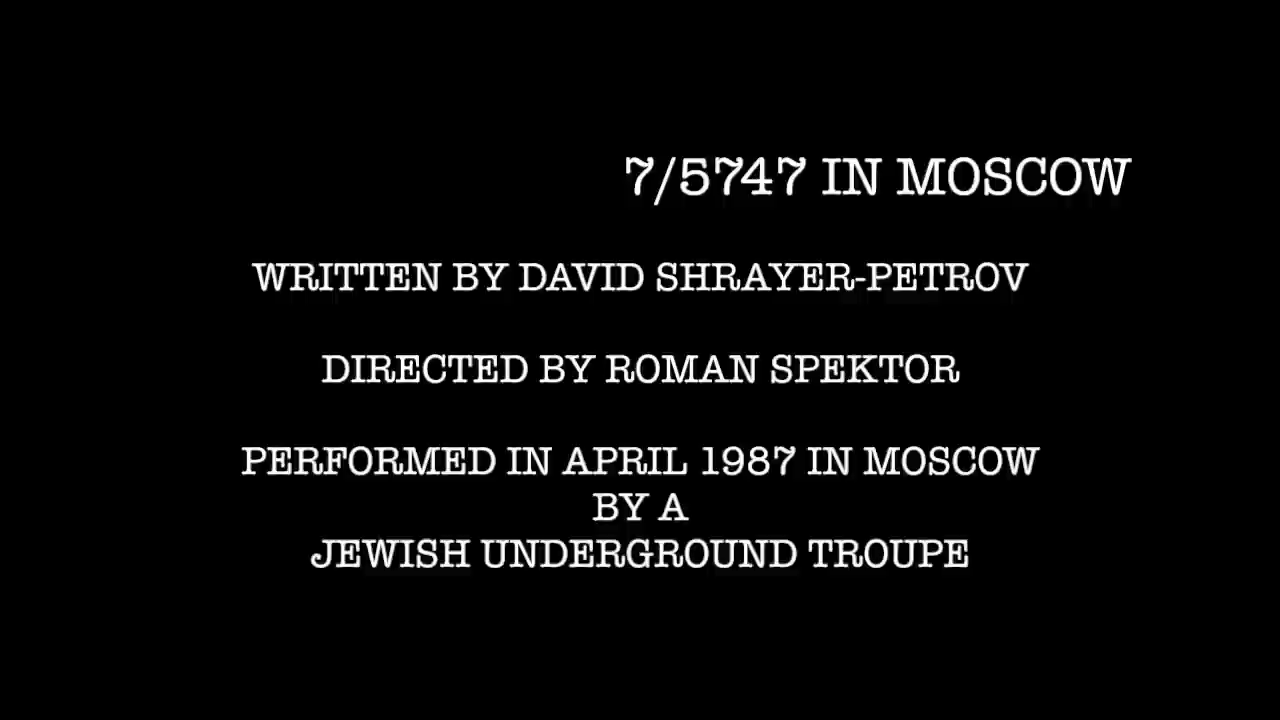 7/5747 IN MOSCOW
WRITTEN BY DAVID SHRAYER-PETROV
DIRECTED BY ROMAN SPEKTOR
PERFORMED IN APRIL 1987 IN MOSCOW
BY A
JEWISH UNDERGROUND TROUPE